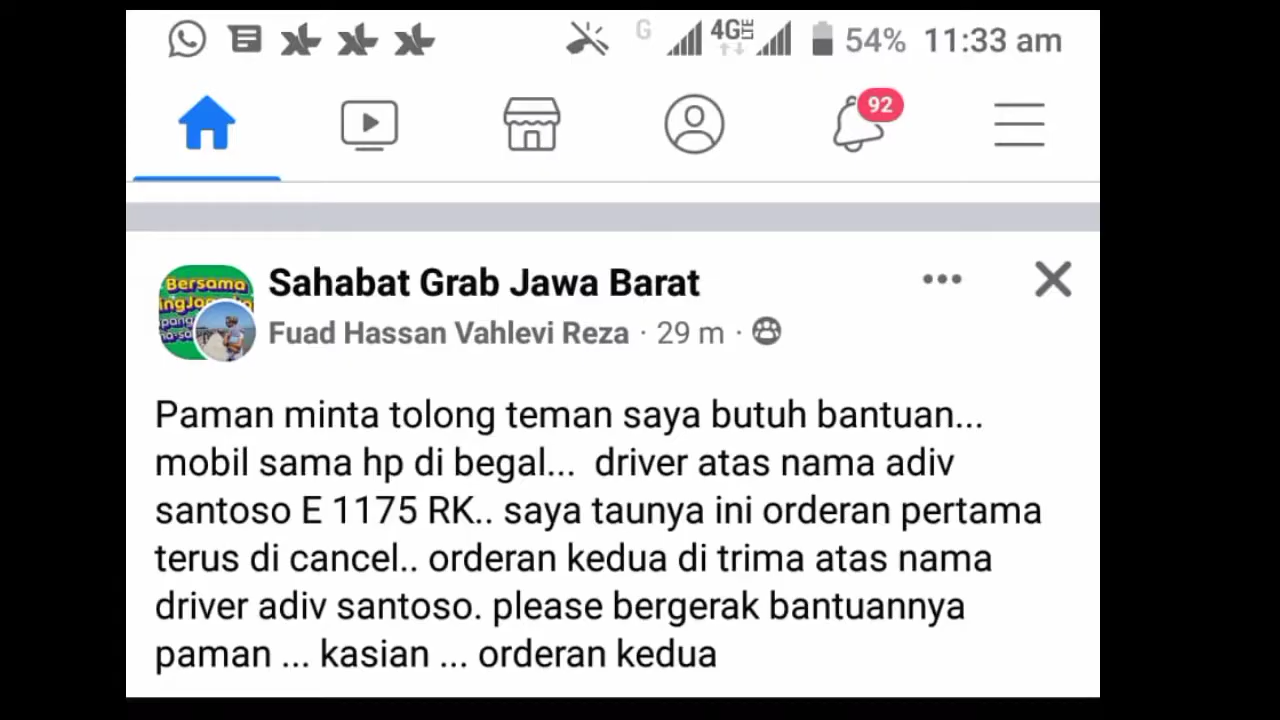 G 4G LTE 54% 11:33 am
92
Bersama
Sahabat Grab Jawa Barat
Fuad Hassan Vahlevi Reza · 29 m ·
Paman minta tolong teman saya butuh bantuan...
mobil sama hp di begal... driver atas nama adiv
santoso E 1175 RK.. saya taunya ini orderan pertama
terus di cancel.. orderan kedua di trima atas nama
driver adiv santoso. please bergerak bantuannya
paman ... kasian ... orderan kedua